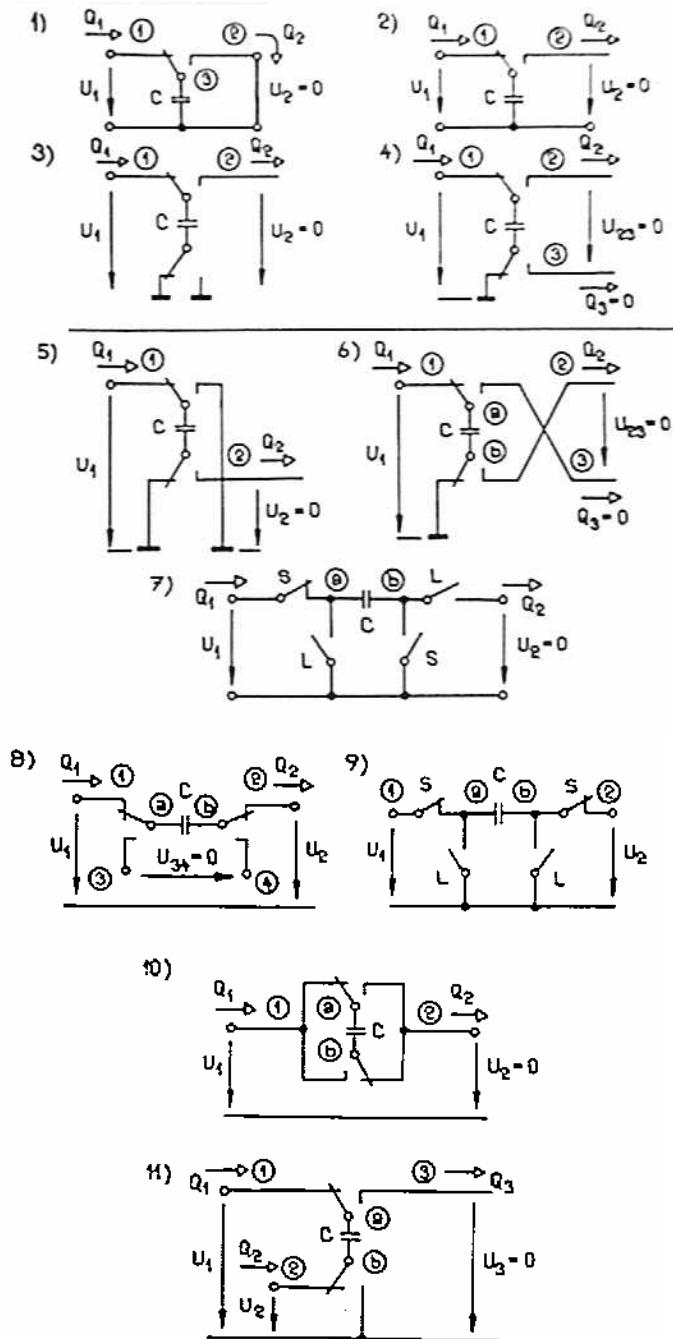 1) Q1 ① ② Q2
③
U1 C U2=0
2) Q1 ① ② Q2
U1 C U2=0
3) Q1 ① ② Q2
U1 C U2=0
4) Q1 ① ② Q2
U1 C U23=0
③
Q3=0
5) Q1 ①
C
U1 ② Q2
U2=0
6) Q1 ① ② Q2
ⓐ
C U23=0
U1 ⓑ ③
Q3=0
7) Q1 S ⓐ ⓑ L Q2
C
U1 L S U2=0
8) Q1 ① C ② Q2
ⓐ ⓑ
U1 U34=0 U2
③ ④
9) ① S ⓐ C ⓑ S ②
U1 L L U2
10)
Q1 ① ⓐ ② Q2
C
ⓑ
U1 U2=0
11) Q1 ① ③ Q3
ⓐ
C
U1 Q2 ⓑ U3=0
②
U2